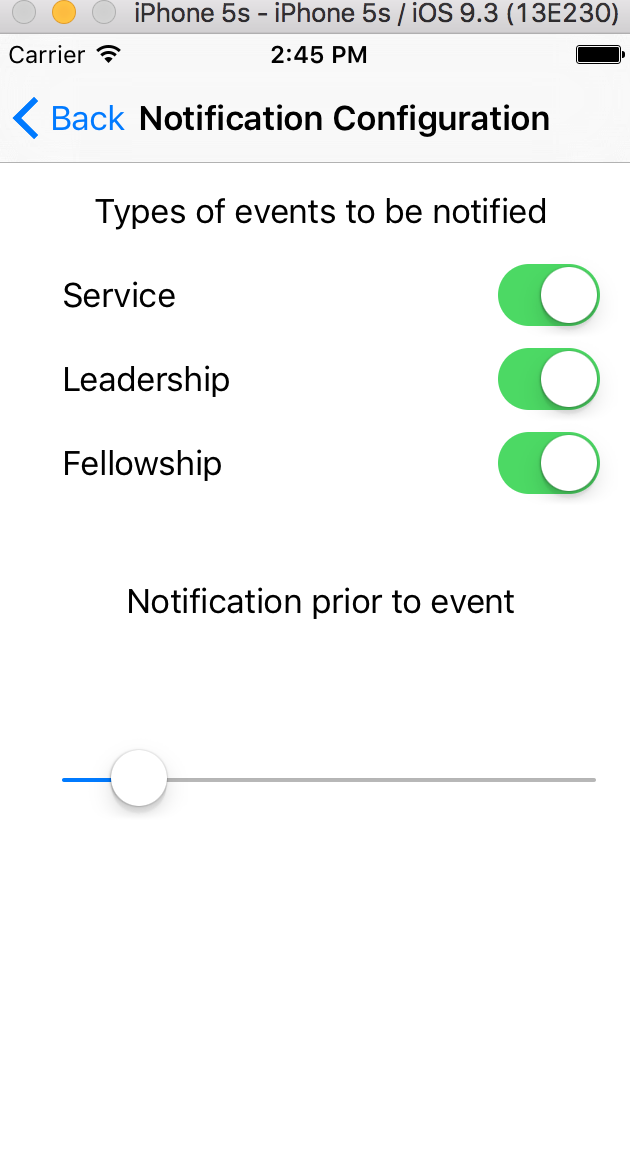 iPhone 5s - iPhone 5s / iOS 9.3 (13E230)
Carrier 2:45 PM
Back Notification Configuration
Types of events to be notified
Service
Leadership
Fellowship
Notification prior to event